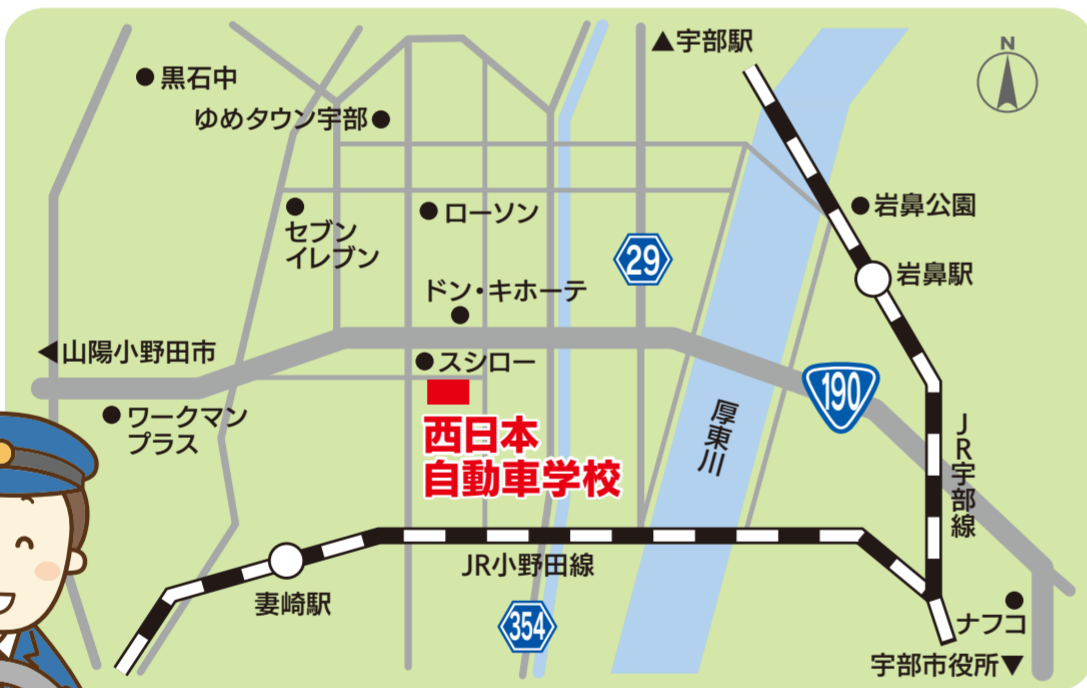 ▲宇部駅
N
●黒石中
ゆめタウン宇部●
●岩鼻公園
●ローソン
セブン
イレブン
29
岩鼻駅
ドン・キホーテ
◀山陽小野田市
●スシロー
190
●ワークマン
プラス
西日本
自動車学校
厚東川
JR宇部線
JR小野田線
妻崎駅
354
ナフコ
宇部市役所▼